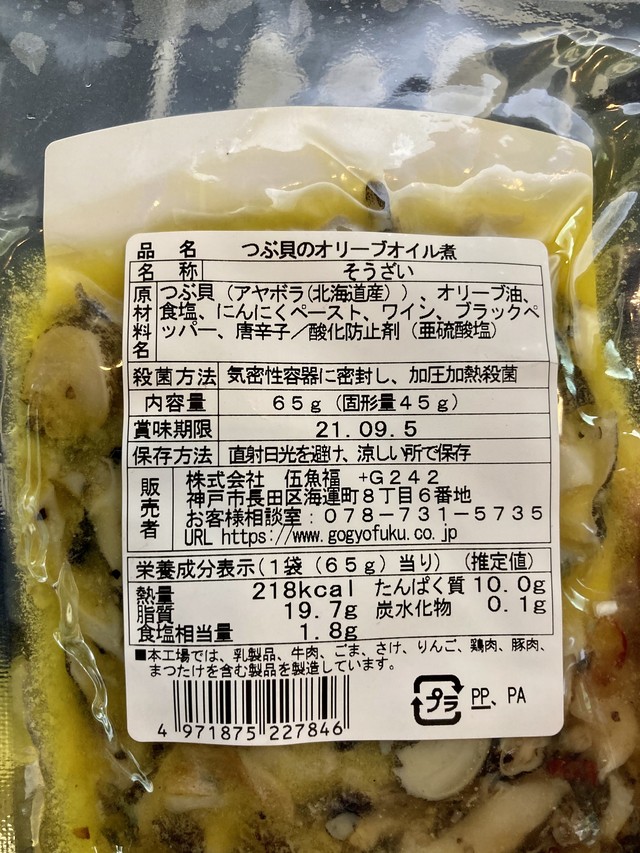 品名 つぶ貝のオリーブオイル煮
名称 そうざい
原材料名 つぶ貝（アヤボラ(北海道産））、オリーブ油、
食塩、にんにくペースト、ワイン、ブラックペ
ッパー、唐辛子／酸化防止剤（亜硫酸塩）
殺菌方法 気密性容器に密封し、加圧加熱殺菌
内容量 65g（固形量45g）
賞味期限 21.09.5
保存方法 直射日光を避け、涼しい所で保存
販売者 株式会社 伍魚福 +G242
神戸市長田区海運町8丁目6番地
お客様相談室：078-731-5735
URL https://www.gogyofuku.co.jp
栄養成分表示(1袋（65g）当り)（推定値）
熱量 218kcal たんぱく質 10.0g
脂質 19.7g 炭水化物 0.1g
食塩相当量 1.8g
■本工場では、乳製品、牛肉、ごま、さけ、りんご、鶏肉、豚肉、
まつたけを含む製品を製造しています。
プラ PP、PA
4 971875 227846